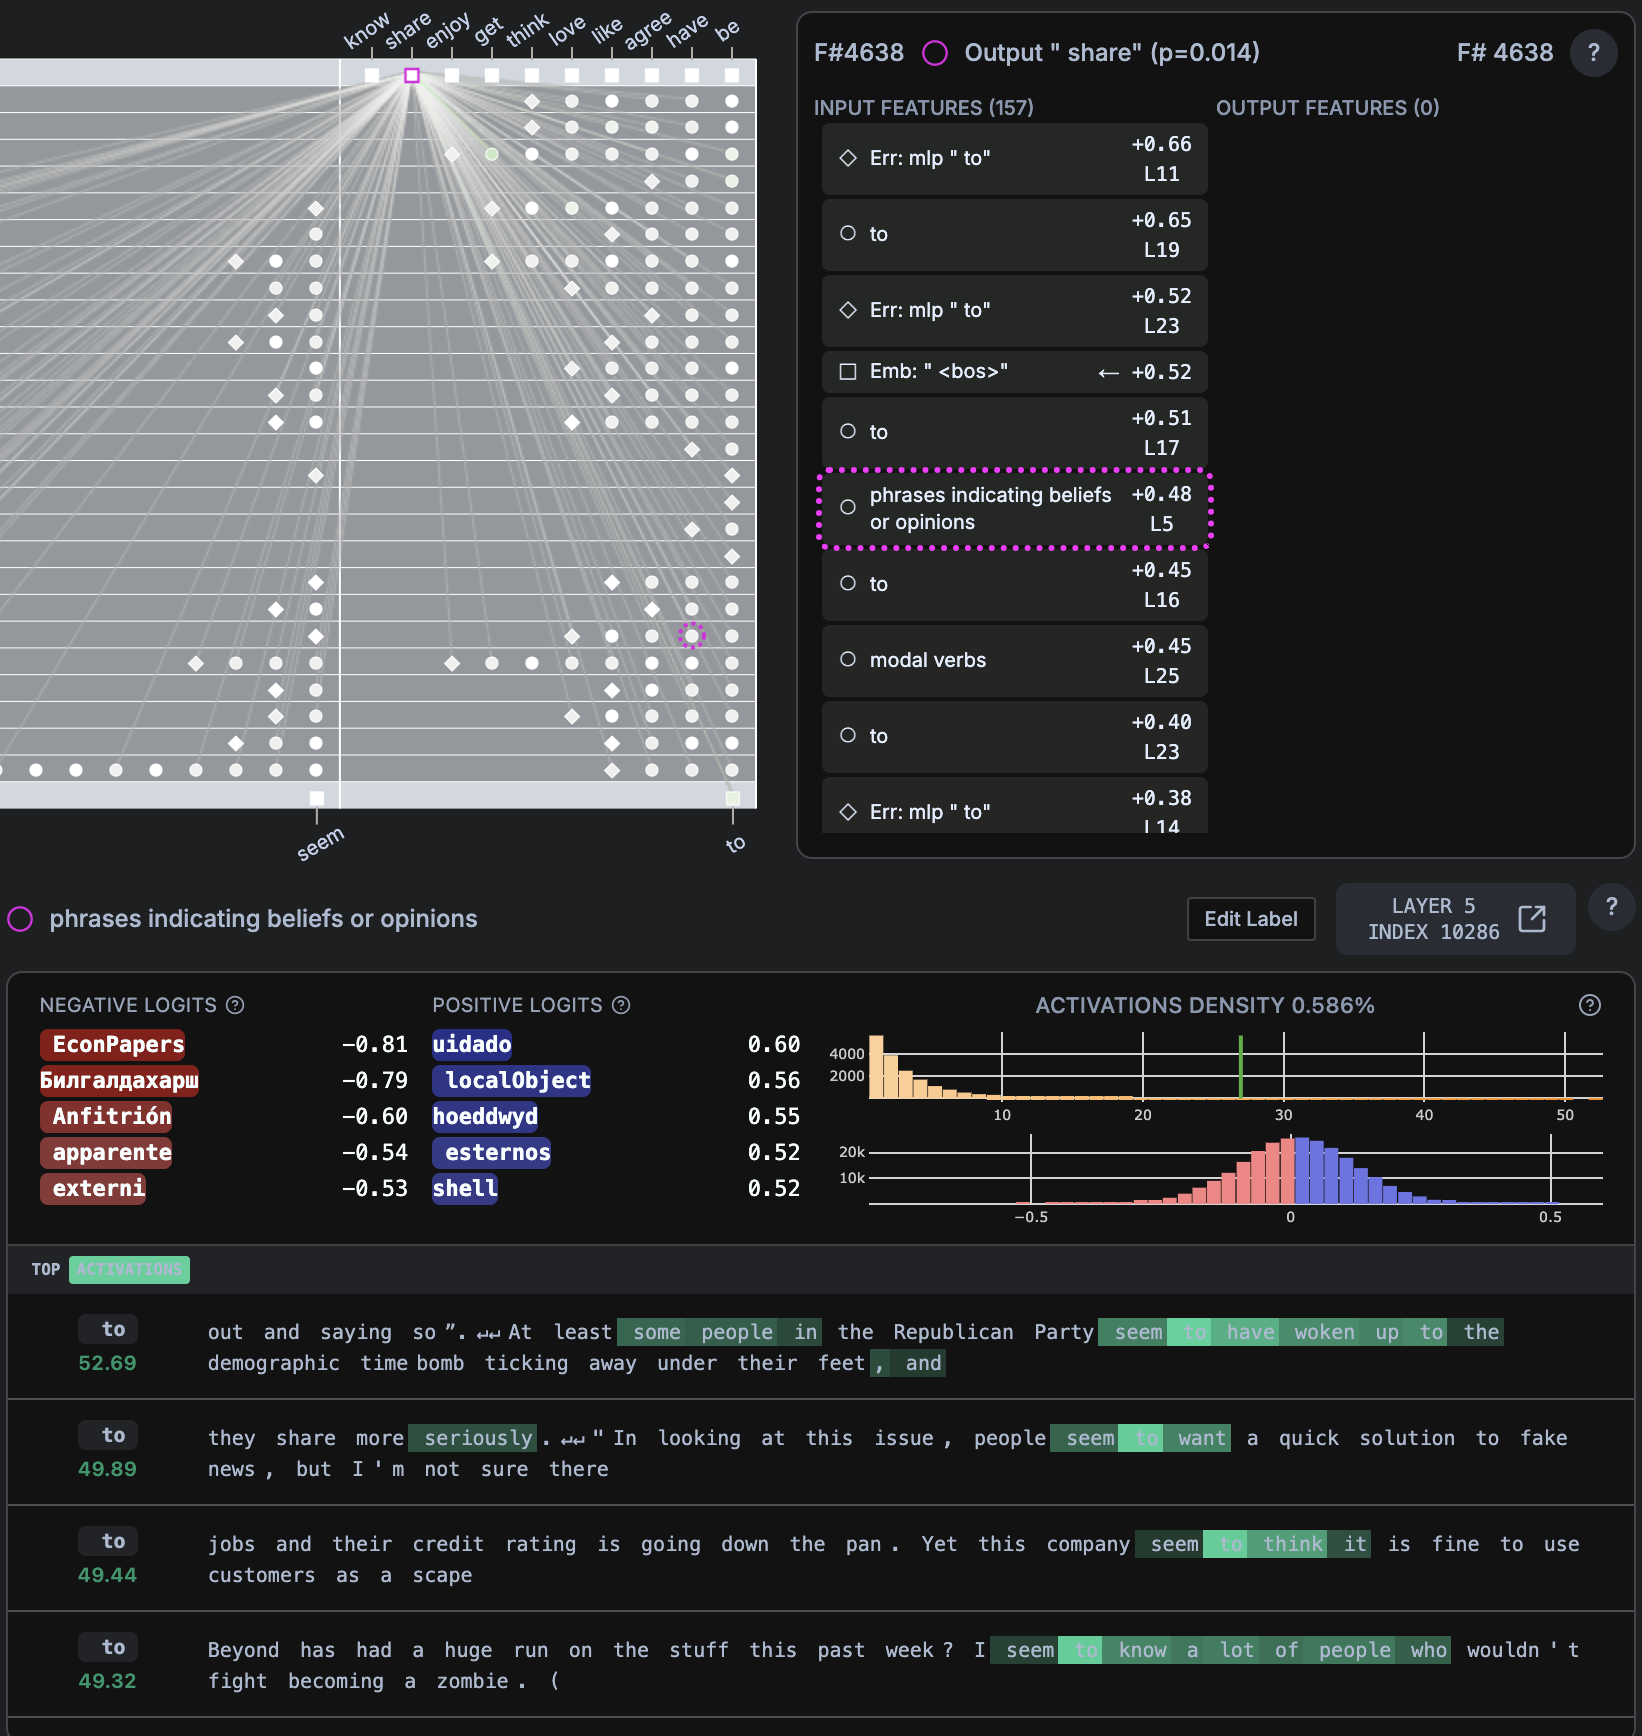 know share enjoy get think love like agree have be
seem to
F#4638 Output " share" (p=0.014) F# 4638 ?
INPUT FEATURES (157) OUTPUT FEATURES (0)
Err: mlp " to" +0.66 L11
to +0.65 L19
Err: mlp " to" +0.52 L23
Emb: " <bos>" ← +0.52
to +0.51 L17
phrases indicating beliefs or opinions +0.48 L5
to +0.45 L16
modal verbs +0.45 L25
to +0.40 L23
Err: mlp " to" +0.38 L14
phrases indicating beliefs or opinions Edit Label LAYER 5 INDEX 10286 ?
NEGATIVE LOGITS ? POSITIVE LOGITS ? ACTIVATIONS DENSITY 0.586% ?
EconPapers −0.81 uidado 0.60
Билгалдахарш −0.79 localObject 0.56
Anfitrión −0.60 hoeddwyd 0.55
apparente −0.54 esternos 0.52
externi −0.53 shell 0.52
4000
2000
10 20 30 40 50
20k
10k
−0.5 0 0.5
TOP ACTIVATIONS
to 52.69
out and saying so ”. ↵↵ At least some people in the Republican Party seem to have woken up to the
demographic time bomb ticking away under their feet , and
to 49.89
they share more seriously . ↵↵ " In looking at this issue , people seem to want a quick solution to fake
news , but I ' m not sure there
to 49.44
jobs and their credit rating is going down the pan . Yet this company seem to think it is fine to use
customers as a scape
to 49.32
Beyond has had a huge run on the stuff this past week ? I seem to know a lot of people who wouldn ' t
fight becoming a zombie . (